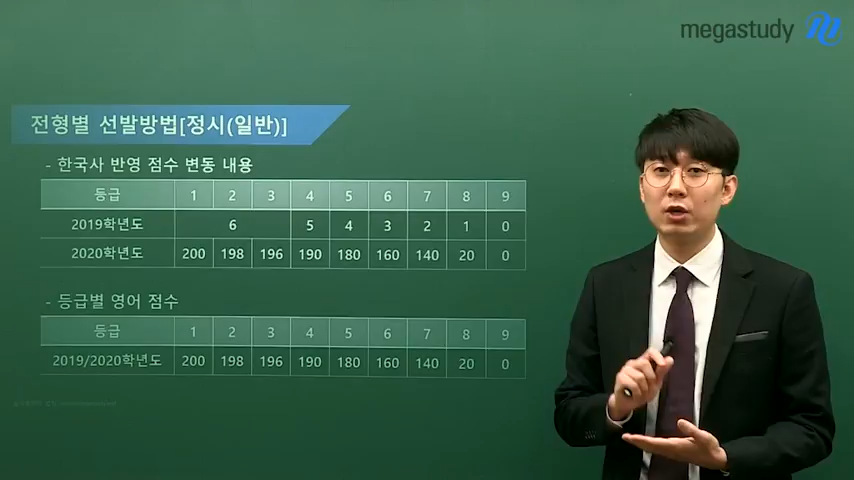 megastudy
전형별 선발방법[정시(일반)]
- 한국사 반영 점수 변동 내용
등급 1 2 3 4 5 6 7 8 9
2019학년도 6 5 4 3 2 1 0
2020학년도 200 198 196 190 180 160 140 20 0
- 등급별 영어 점수
등급 1 2 3 4 5 6 7 8 9
2019/2020학년도 200 198 196 190 180 160 140 20 0